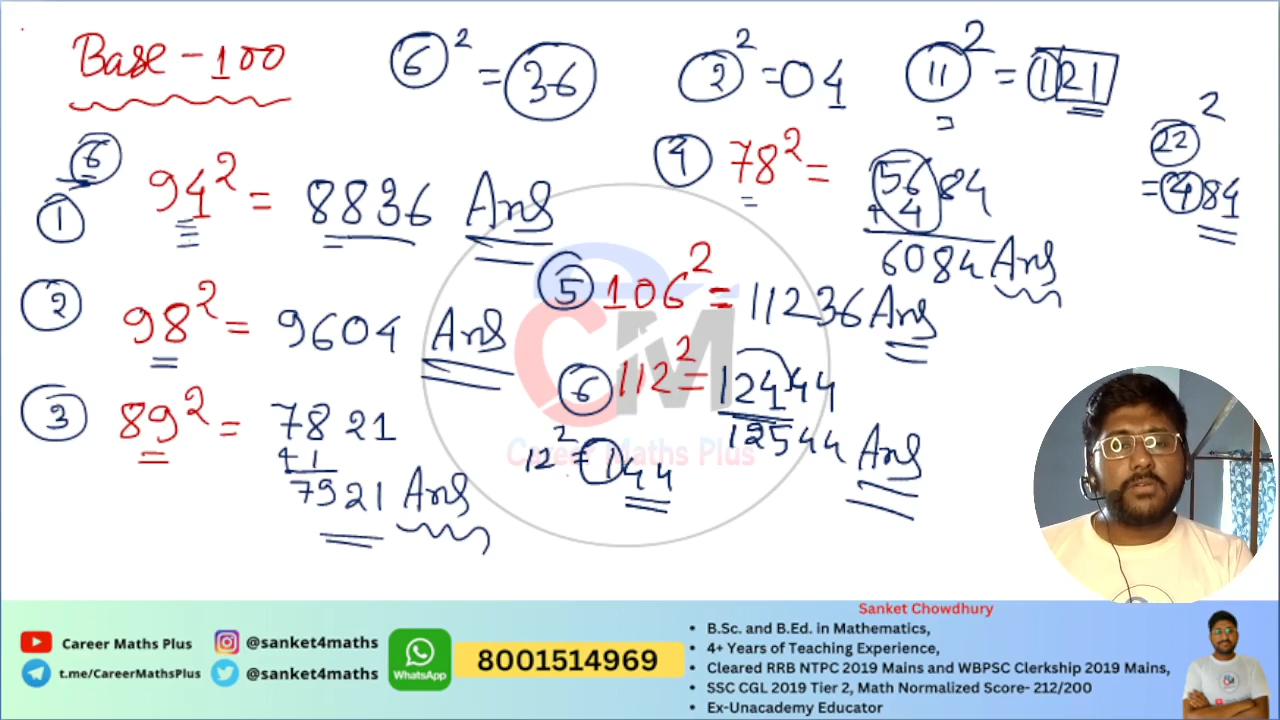 Base - 100
6² = 36
2² = 04
11² = 121
6
① 94² = 8836 Ans
② 98² = 9604 Ans
③ 89² = 7821
+1
7921 Ans
④ 78² = 5684
+ 4
6084 Ans
22²
= 484
⑤ 106² = 11236 Ans
⑥ 112² = 12444
12544 Ans
12² = 144
CM
Career Maths Plus
Career Maths Plus
@sanket4maths
t.me/CareerMathsPlus
@sanket4maths
WhatsApp
8001514969
Sanket Chowdhury
• B.Sc. and B.Ed. in Mathematics,
• 4+ Years of Teaching Experience,
• Cleared RRB NTPC 2019 Mains and WBPSC Clerkship 2019 Mains,
• SSC CGL 2019 Tier 2, Math Normalized Score- 212/200
• Ex-Unacademy Educator